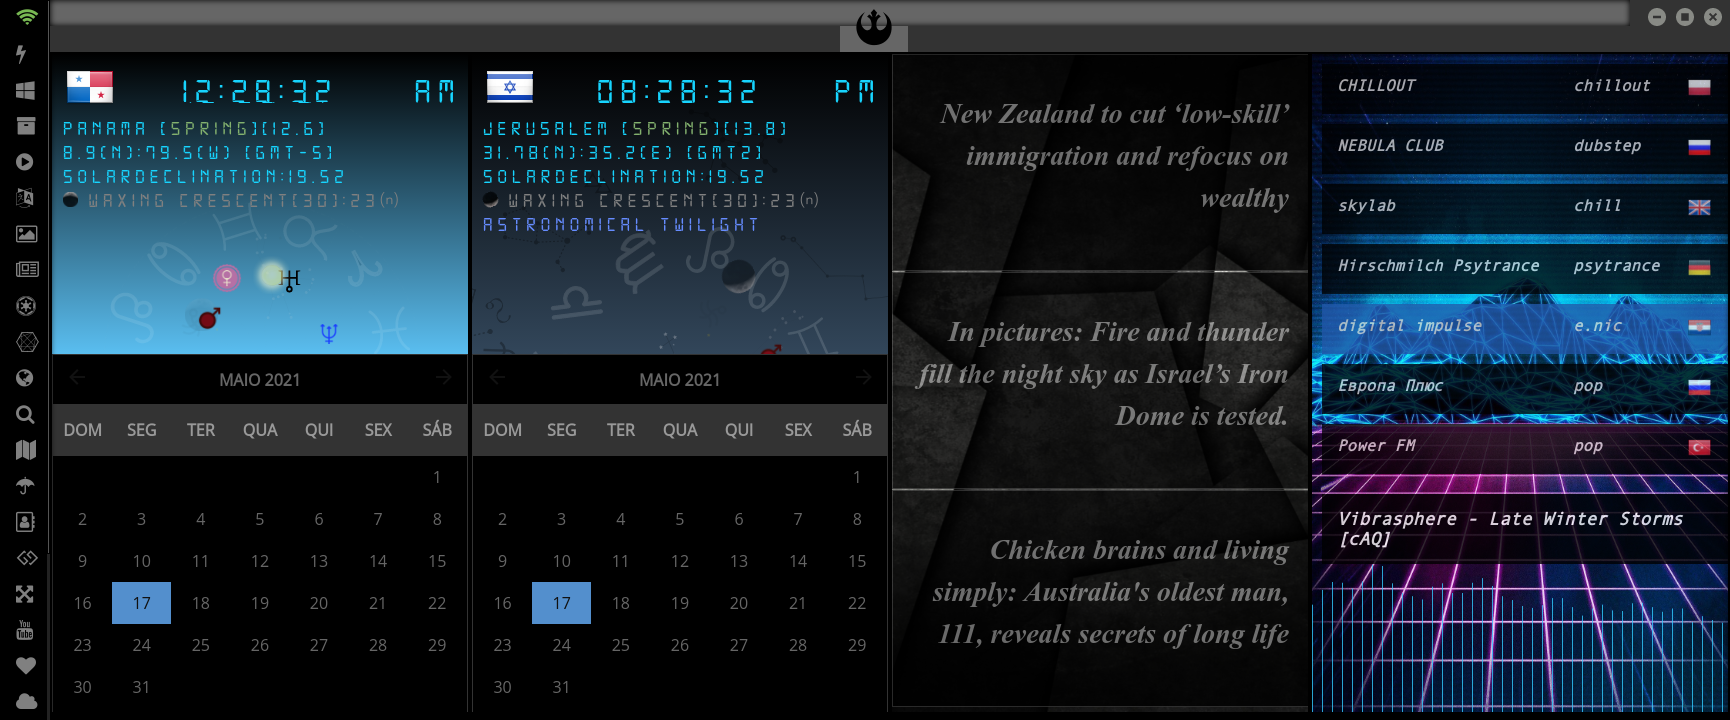 12:28:32 AM
PANAMA [SPRING][12.6]
8.9(N):79.5(W) [GMT-5]
SOLARDECLINATION:19.52
WAXING CRESCENT(30):23(n)
MAIO 2021
DOM SEG TER QUA QUI SEX SÁB
1
2 3 4 5 6 7 8
9 10 11 12 13 14 15
16 17 18 19 20 21 22
23 24 25 26 27 28 29
30 31
08:28:32 PM
JERUSALEM [SPRING][13.8]
31.78(N):35.2(E) [GMT2]
SOLARDECLINATION:19.52
WAXING CRESCENT(30):23(n)
ASTRONOMICAL TWILIGHT
MAIO 2021
DOM SEG TER QUA QUI SEX SÁB
1
2 3 4 5 6 7 8
9 10 11 12 13 14 15
16 17 18 19 20 21 22
23 24 25 26 27 28 29
30 31
New Zealand to cut ‘low-skill’
immigration and refocus on
wealthy
In pictures: Fire and thunder
fill the night sky as Israel’s Iron
Dome is tested.
Chicken brains and living
simply: Australia's oldest man,
111, reveals secrets of long life
CHILLOUT chillout
NEBULA CLUB dubstep
skylab chill
Hirschmilch Psytrance psytrance
digital impulse e.nic
Европа Плюс pop
Power FM pop
Vibrasphere - Late Winter Storms
[cAQ]
You
Tube